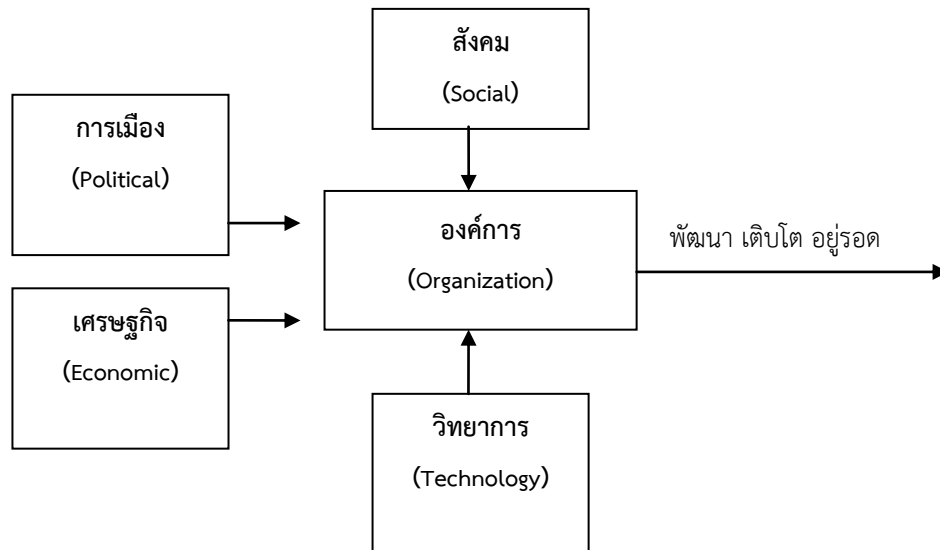 สังคม
(Social)
การเมือง
(Political)
องค์การ
(Organization)
พัฒนา เติบโต อยู่รอด
เศรษฐกิจ
(Economic)
วิทยาการ
(Technology)